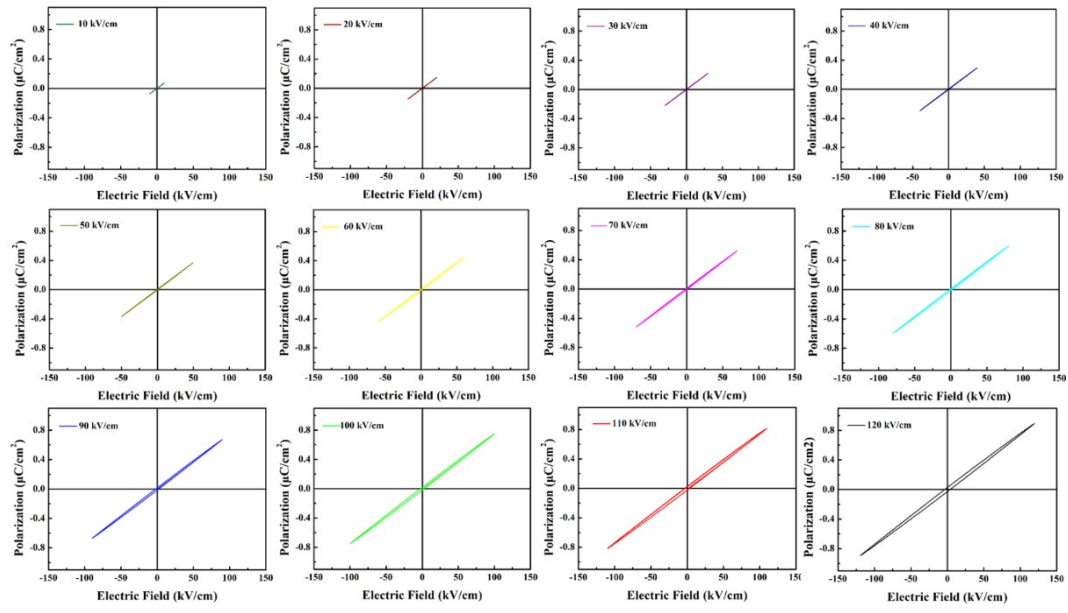 10 kV/cm
Polarization (μC/cm²)
0.8
0.4
0.0
-0.4
-0.8
-150 -100 -50 0 50 100 150
Electric Field (kV/cm)
20 kV/cm
Polarization (μC/cm²)
0.8
0.4
0.0
-0.4
-0.8
-150 -100 -50 0 50 100 150
Electric Field (kV/cm)
30 kV/cm
Polarization (μC/cm²)
0.8
0.4
0.0
-0.4
-0.8
-150 -100 -50 0 50 100 150
Electric Field (kV/cm)
40 kV/cm
Polarization (μC/cm²)
0.8
0.4
0.0
-0.4
-0.8
-150 -100 -50 0 50 100 150
Electric Field (kV/cm)
50 kV/cm
Polarization (μC/cm²)
0.8
0.4
0.0
-0.4
-0.8
-150 -100 -50 0 50 100 150
Electric Field (kV/cm)
60 kV/cm
Polarization (μC/cm²)
0.8
0.4
0.0
-0.4
-0.8
-150 -100 -50 0 50 100 150
Electric Field (kV/cm)
70 kV/cm
Polarization (μC/cm²)
0.8
0.4
0.0
-0.4
-0.8
-150 -100 -50 0 50 100 150
Electric Field (kV/cm)
80 kV/cm
Polarization (μC/cm²)
0.8
0.4
0.0
-0.4
-0.8
-150 -100 -50 0 50 100 150
Electric Field (kV/cm)
90 kV/cm
Polarization (μC/cm²)
0.8
0.4
0.0
-0.4
-0.8
-150 -100 -50 0 50 100 150
Electric Field (kV/cm)
100 kV/cm
Polarization (μC/cm²)
0.8
0.4
0.0
-0.4
-0.8
-150 -100 -50 0 50 100 150
Electric Field (kV/cm)
110 kV/cm
Polarization (μC/cm²)
0.8
0.4
0.0
-0.4
-0.8
-150 -100 -50 0 50 100 150
Electric Field (kV/cm)
120 kV/cm
Polarization (μC/cm2)
0.8
0.4
0.0
-0.4
-0.8
-150 -100 -50 0 50 100 150
Electric Field (kV/cm)